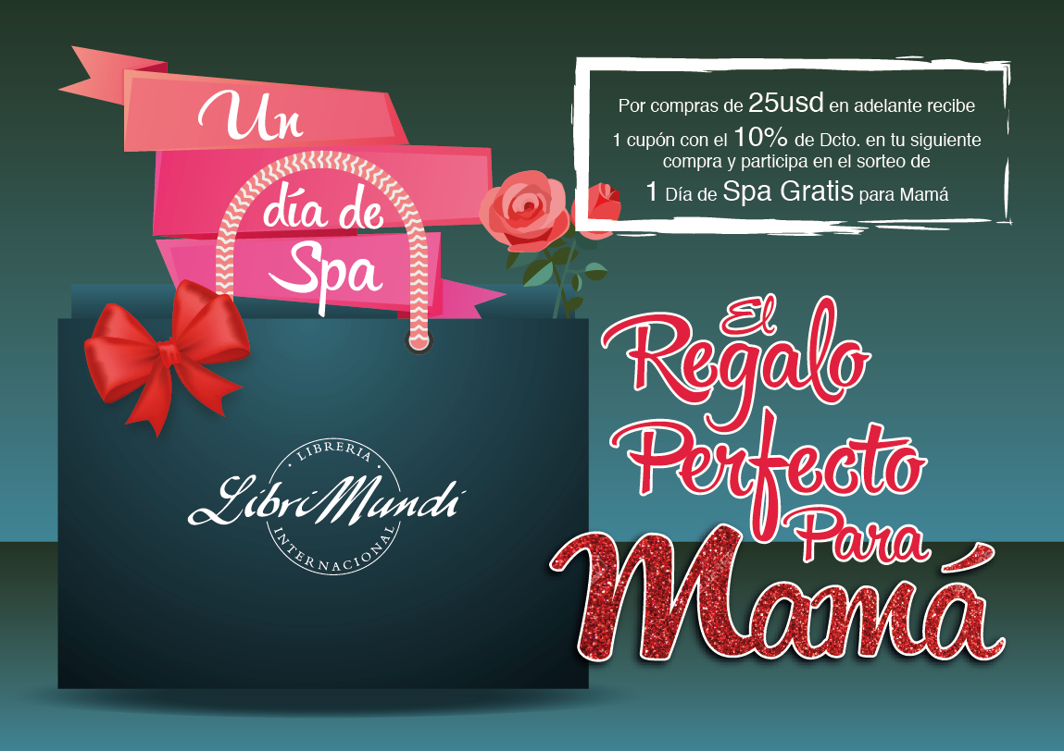 Un
día de
Spa
Por compras de 25usd en adelante recibe
1 cupón con el 10% de Dcto. en tu siguiente
compra y participa en el sorteo de
1 Día de Spa Gratis para Mamá
El
Regalo
Perfecto
Para
Mamá
· LIBRERIA ·
LibriMundi
INTERNACIONAL